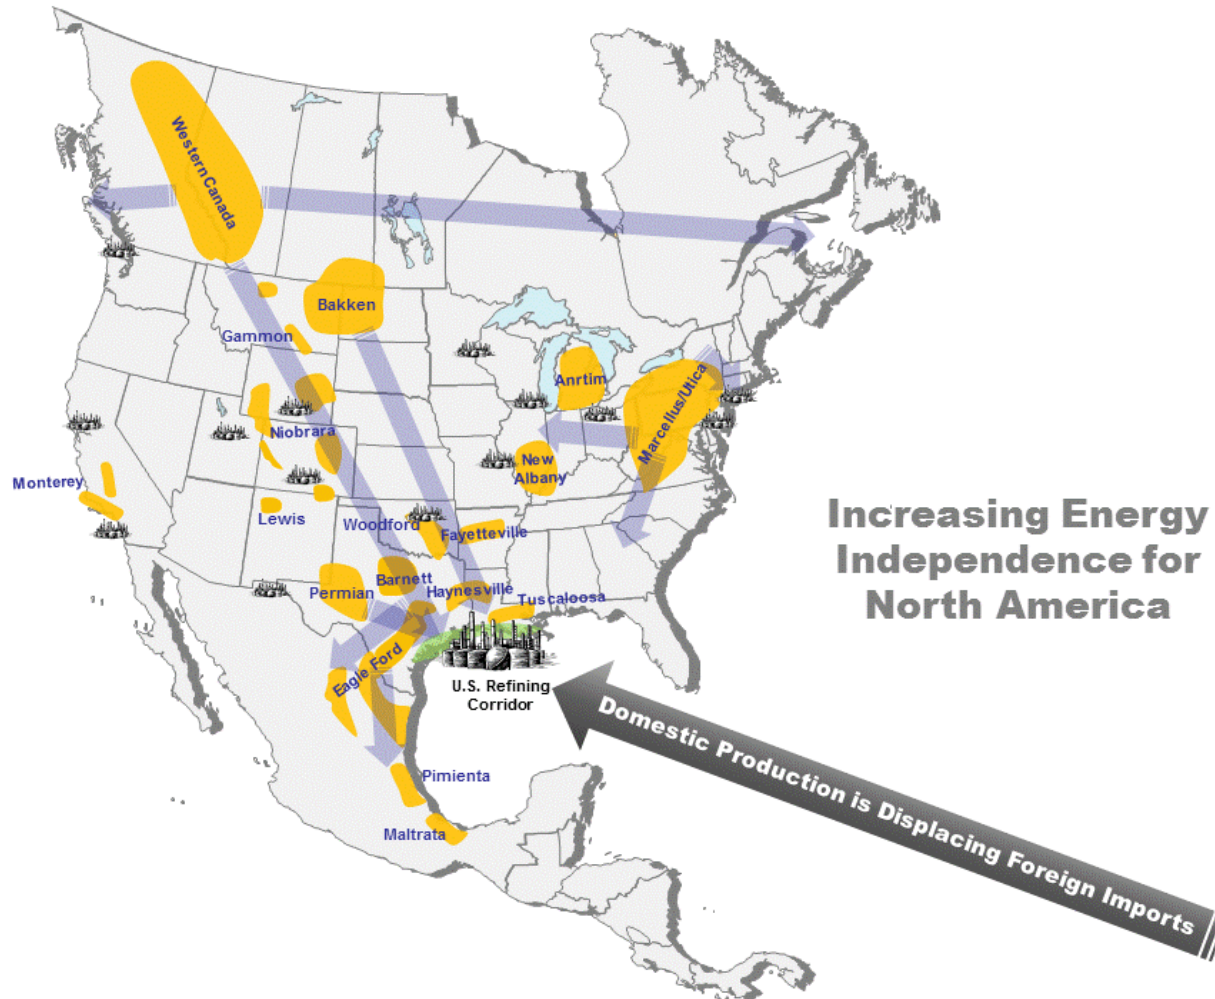 Western Canada
Bakken
Gammon
Anrtim
Marcellus/Utica
Niobrara
New
Albany
Monterey
Lewis
Woodford
Fayetteville
Barnett
Permian
Haynesville
Tuscaloosa
Eagle Ford
U.S. Refining
Corridor
Pimienta
Maltrata
Increasing Energy
Independence for
North America
Domestic Production is Displacing Foreign Imports